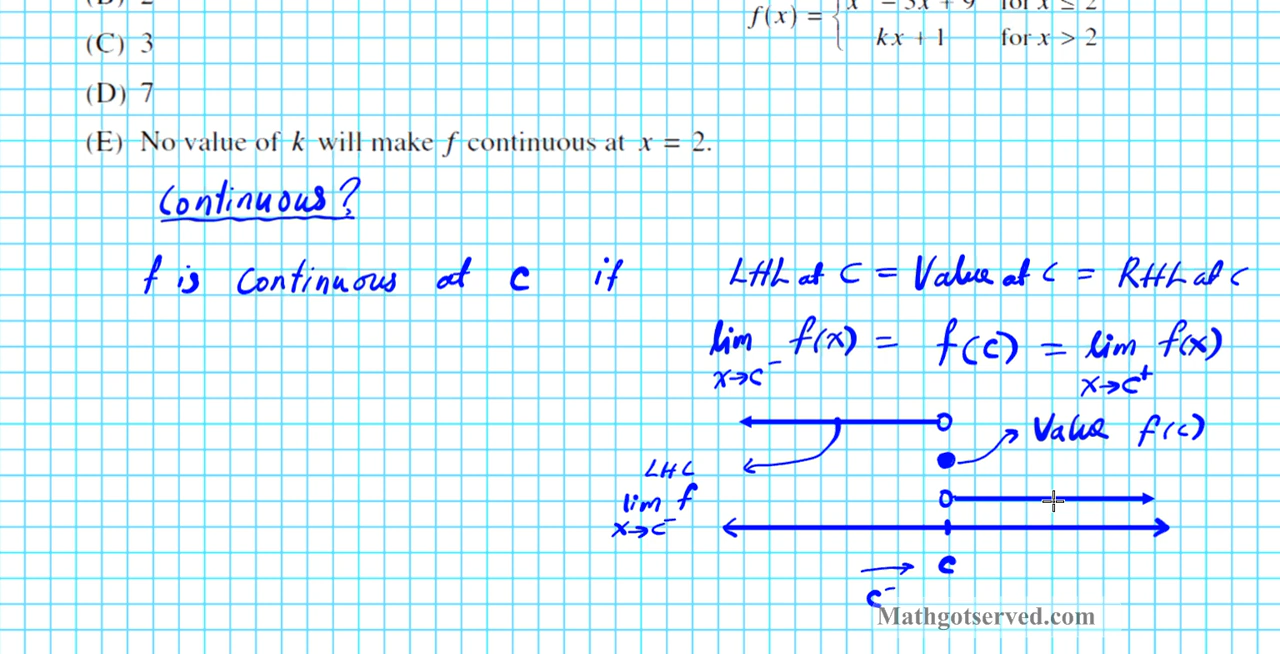 (C) 3
(D) 7
(E) No value of k will make f continuous at x = 2.
f(x) = {
kx + 1 for x > 2
Continuous?
f is continuous at c if LHL at C = Value at C = RHL at C
lim f(x) = f(c) = lim f(x)
x→c⁻ x→c⁺
Value f(c)
LHL
lim f
x→c⁻
c
c⁻
Mathgotserved.com